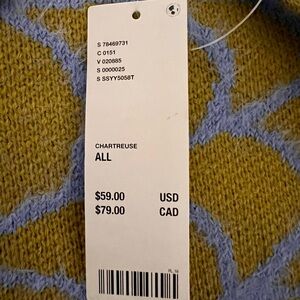 S 78469731
C 0151
V 020885
S 0000025
S SSYY5058T
CHARTREUSE
ALL
$59.00 USD
$79.00 CAD